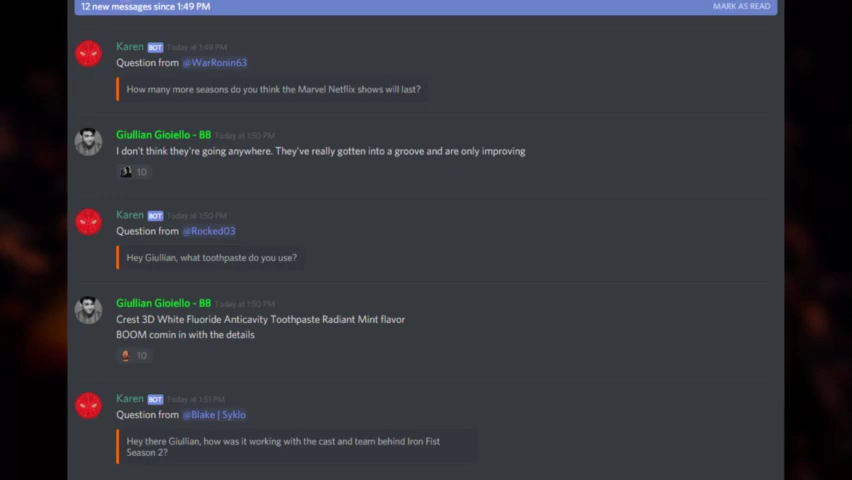 12 new messages since 1:49 PM
MARK AS READ
Karen BOT Today at 1:49 PM
Question from @WarRonin63
How many more seasons do you think the Marvel Netflix shows will last?
Giullian Gioiello - BB Today at 1:50 PM
I don't think they're going anywhere. They've really gotten into a groove and are only improving
10
Karen BOT Today at 1:50 PM
Question from @Rocked03
Hey Giullian, what toothpaste do you use?
Giullian Gioiello - BB Today at 1:50 PM
Crest 3D White Fluoride Anticavity Toothpaste Radiant Mint flavor
BOOM comin in with the details
10
Karen BOT Today at 1:51 PM
Question from @Blake | Syklo
Hey there Giullian, how was it working with the cast and team behind Iron Fist
Season 2?